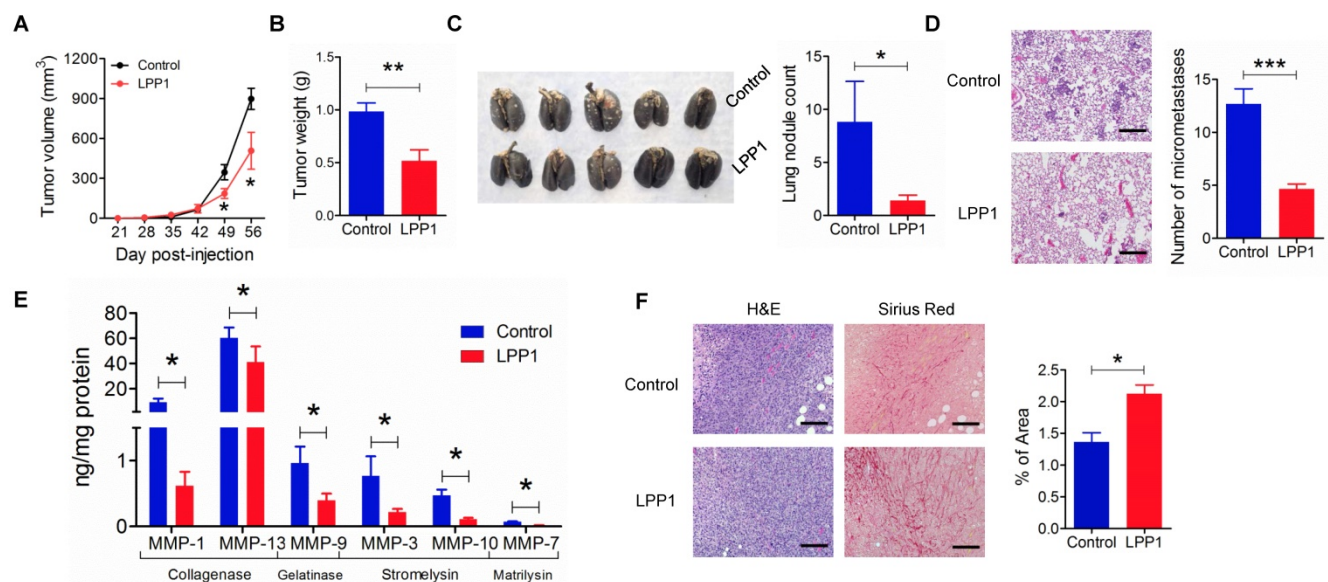 A
Tumor volume (mm3)
1200
900
600
300
0
Control
LPP1
*
*
21 28 35 42 49 56
Day post-injection
B
Tumor weight (g)
1.5
1.0
0.5
0.0
**
Control LPP1
C
Control
LPP1
Lung nodule count
15
10
5
0
*
Control LPP1
D
Control
LPP1
Number of micrometastases
15
10
5
0
***
Control LPP1
E
ng/mg protein
80
60
40
20
1
0
*
*
*
*
*
*
Control
LPP1
MMP-1 MMP-13 MMP-9 MMP-3 MMP-10 MMP-7
Collagenase Gelatinase Stromelysin Matrilysin
F
H&E Sirius Red
Control
LPP1
% of Area
2.5
2.0
1.5
1.0
0.5
0.0
*
Control LPP1